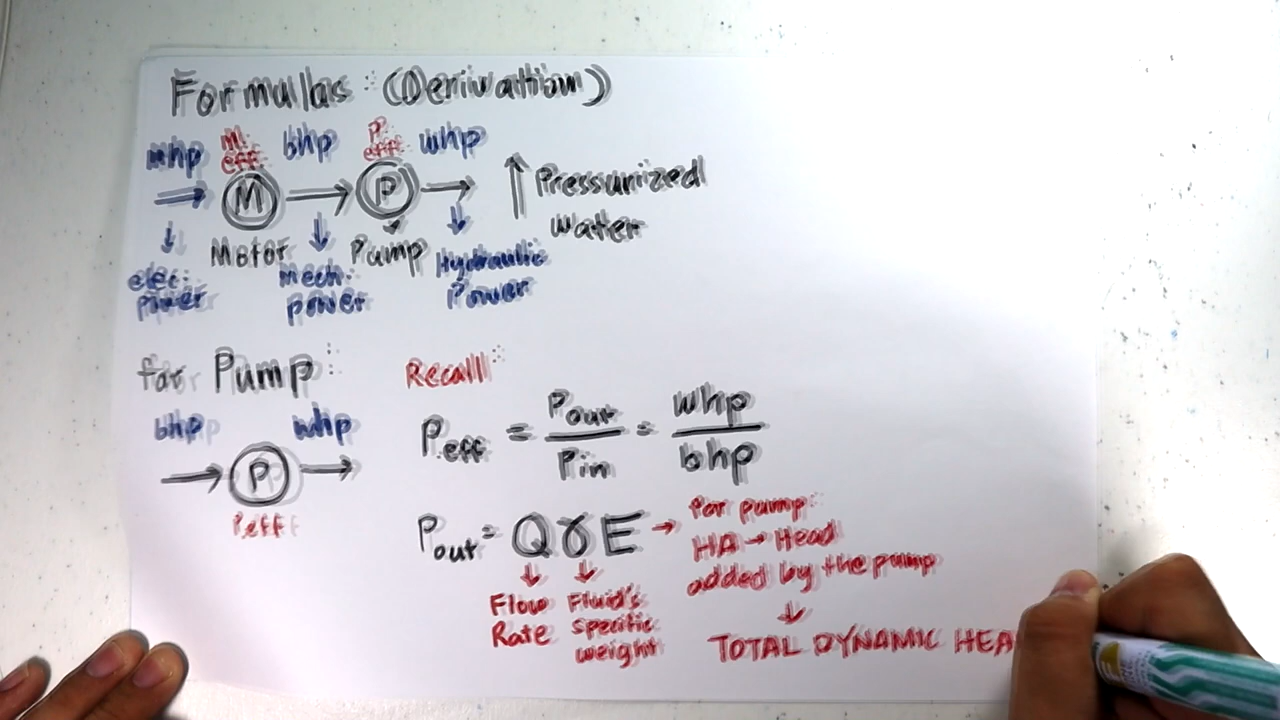 Formulas: (Derivation)
mhp M. eff. bhp P. eff. whp
M P Pressurized
Motor Pump water
elec. power mech. power Hydraulic Power
for Pump: Recall:
bhp whp
P
P.eff
Peff = Pout/Pin = whp/bhp
Pout = QγE → For pump:
HA → Head
added by the pump
Flow Fluid's
Rate specific
weight
TOTAL DYNAMIC HEA